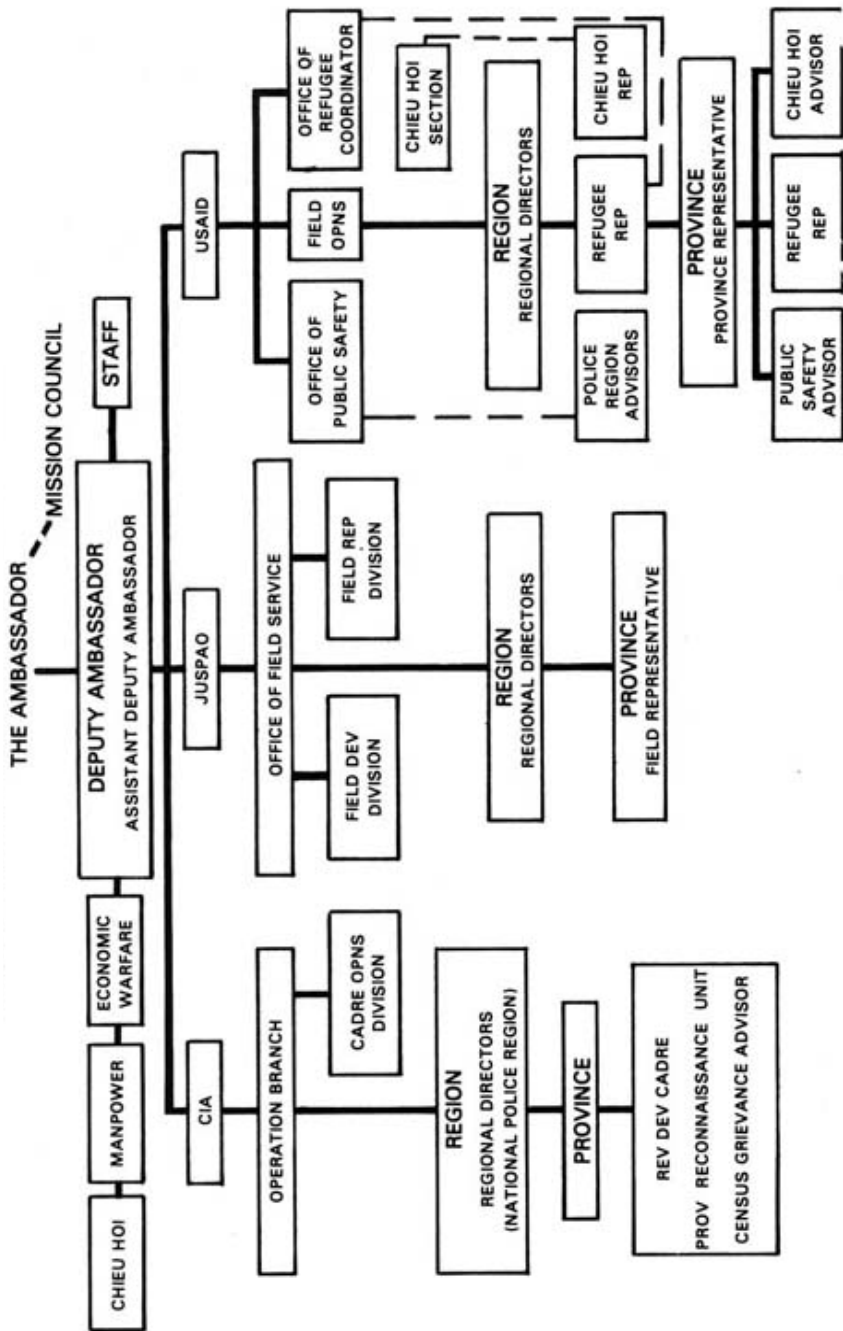 THE AMBASSADOR
MISSION COUNCIL
CHIEU HOI
MANPOWER
ECONOMIC
WARFARE
DEPUTY AMBASSADOR
ASSISTANT DEPUTY AMBASSADOR
STAFF
CIA
JUSPAO
USAID
OPERATION BRANCH
CADRE OPNS
DIVISION
REGION
REGIONAL DIRECTORS
(NATIONAL POLICE REGION)
PROVINCE
REV DEV CADRE
PROV RECONNAISSANCE UNIT
CENSUS GRIEVANCE ADVISOR
OFFICE OF FIELD SERVICE
FIELD DEV
DIVISION
FIELD REP
DIVISION
REGION
REGIONAL DIRECTORS
PROVINCE
FIELD REPRESENTATIVE
OFFICE OF
PUBLIC SAFETY
FIELD
OPNS
OFFICE OF
REFUGEE
COORDINATOR
CHIEU HOI
SECTION
REGION
REGIONAL DIRECTORS
POLICE
REGION
ADVISORS
REFUGEE
REP
CHIEU HOI
REP
PROVINCE
PROVINCE REPRESENTATIVE
PUBLIC
SAFETY
ADVISOR
REFUGEE
REP
CHIEU HOI
ADVISOR